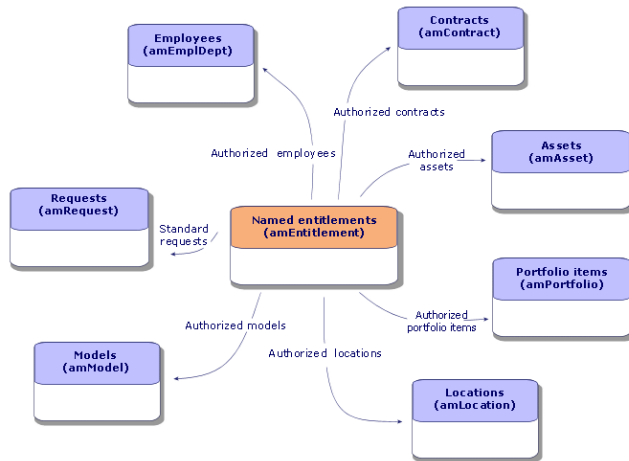 Contracts
(amContract)
Employees
(amEmplDept)
Authorized contracts
Authorized employees
Authorized
assets
Assets
(amAsset)
Requests
(amRequest)
Standard
requests
Named entitlements
(amEntitlement)
Portfolio items
(amPortfolio)
Authorized
portfolio items
Authorized models
Authorized locations
Models
(amModel)
Locations
(amLocation)